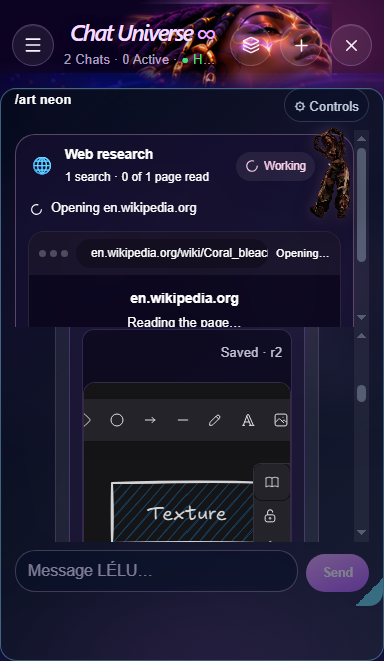 Chat Universe ∞
2 Chats · 0 Active · H…
/art neon
Controls
Web research
Working
1 search · 0 of 1 page read
Opening en.wikipedia.org
en.wikipedia.org/wiki/Coral_bleac
Opening…
en.wikipedia.org
Reading the page…
Saved · r2
Texture
Message LÉLU…
Send